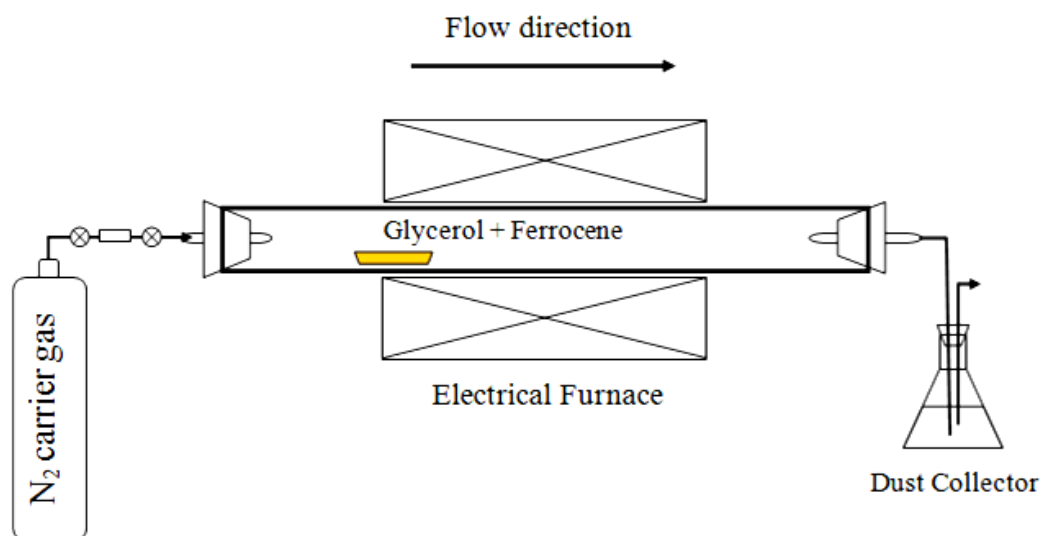 Flow direction
Glycerol + Ferrocene
N₂ carrier gas
Electrical Furnace
Dust Collector